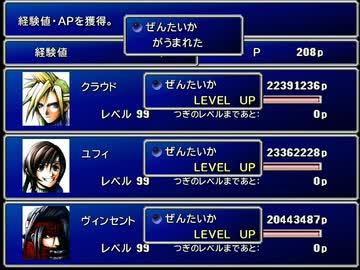 経験値・APを獲得。
ぜんたいか
がうまれた
経験値
P 208p
クラウド
ぜんたいか
LEVEL UP
22391236p
レベル 99 つぎのレベルまであと: 0p
ユフィ
ぜんたいか
LEVEL UP
23362228p
レベル 99 つぎのレベルまであと: 0p
ヴィンセント
ぜんたいか
LEVEL UP
20443487p
レベル 99 つぎのレベルまであと: 0p